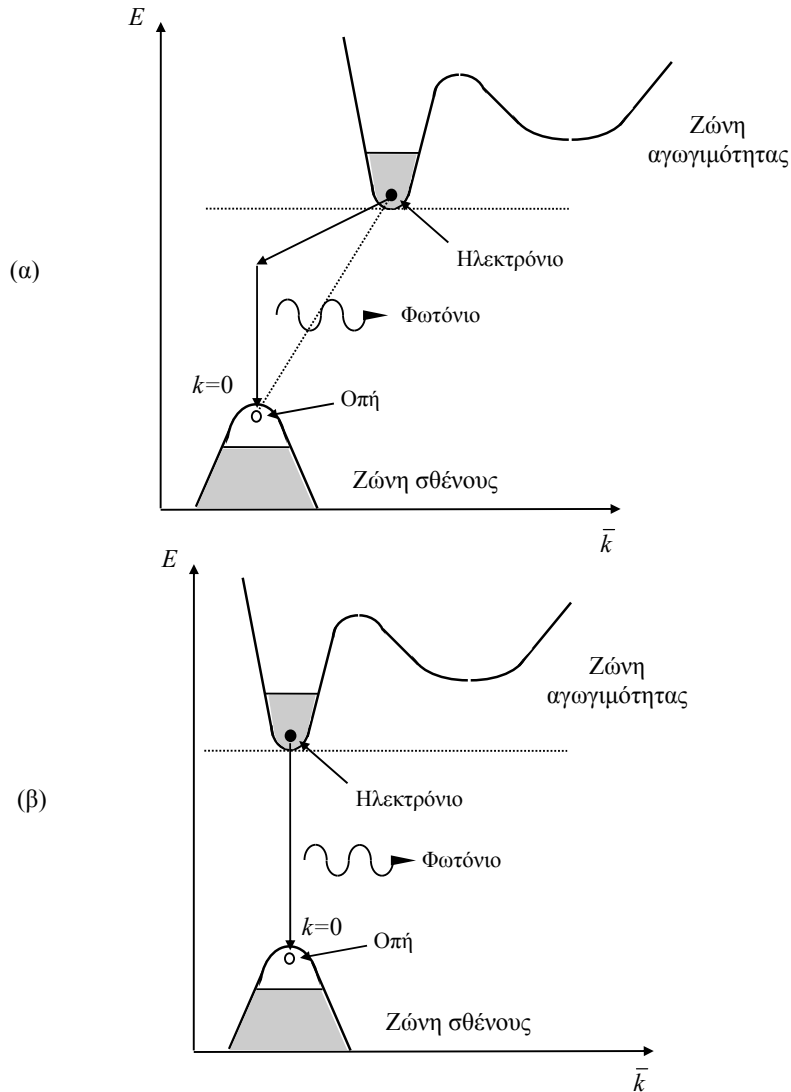 E
Ζώνη
αγωγιμότητας
Ηλεκτρόνιο
(α)
Φωτόνιο
k=0
Οπή
Ζώνη σθένους
k̅
E
Ζώνη
αγωγιμότητας
Ηλεκτρόνιο
(β)
Φωτόνιο
k=0
Οπή
Ζώνη σθένους
k̅